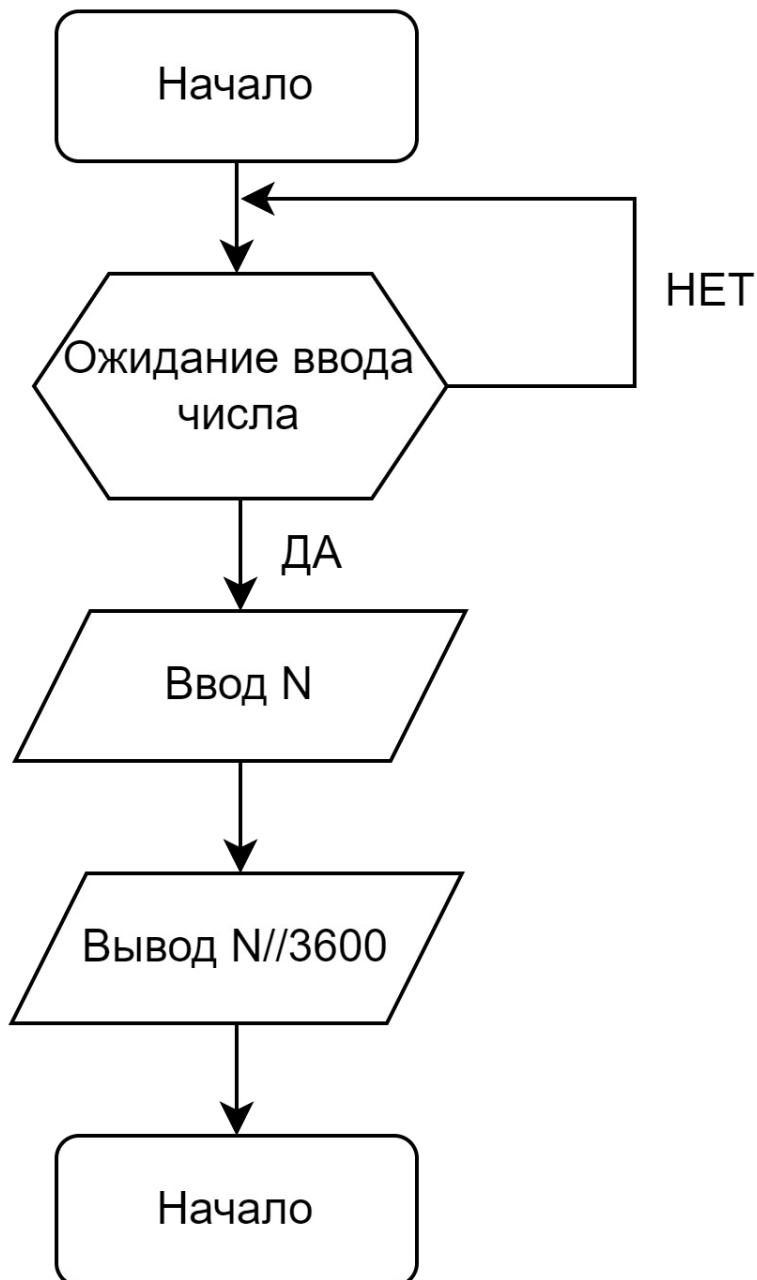 Начало
НЕТ
Ожидание ввода
числа
ДА
Ввод N
Вывод N//3600
Начало